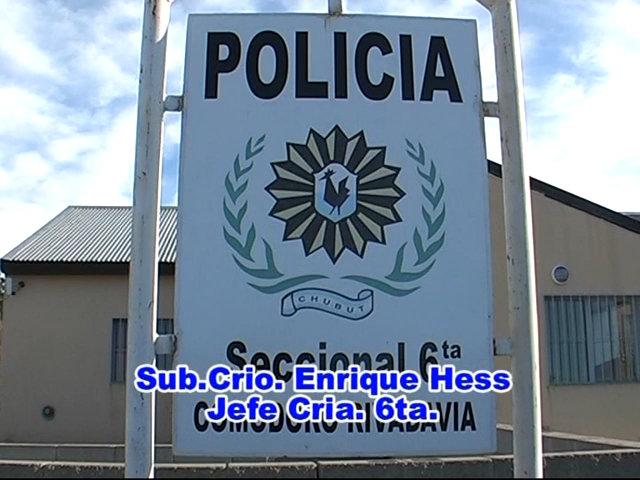 POLICIA
CHUBUT
Seccional 6ta
Sub.Crio. Enrique Hess
Jefe Cria. 6ta.
COMODORO RIVADAVIA